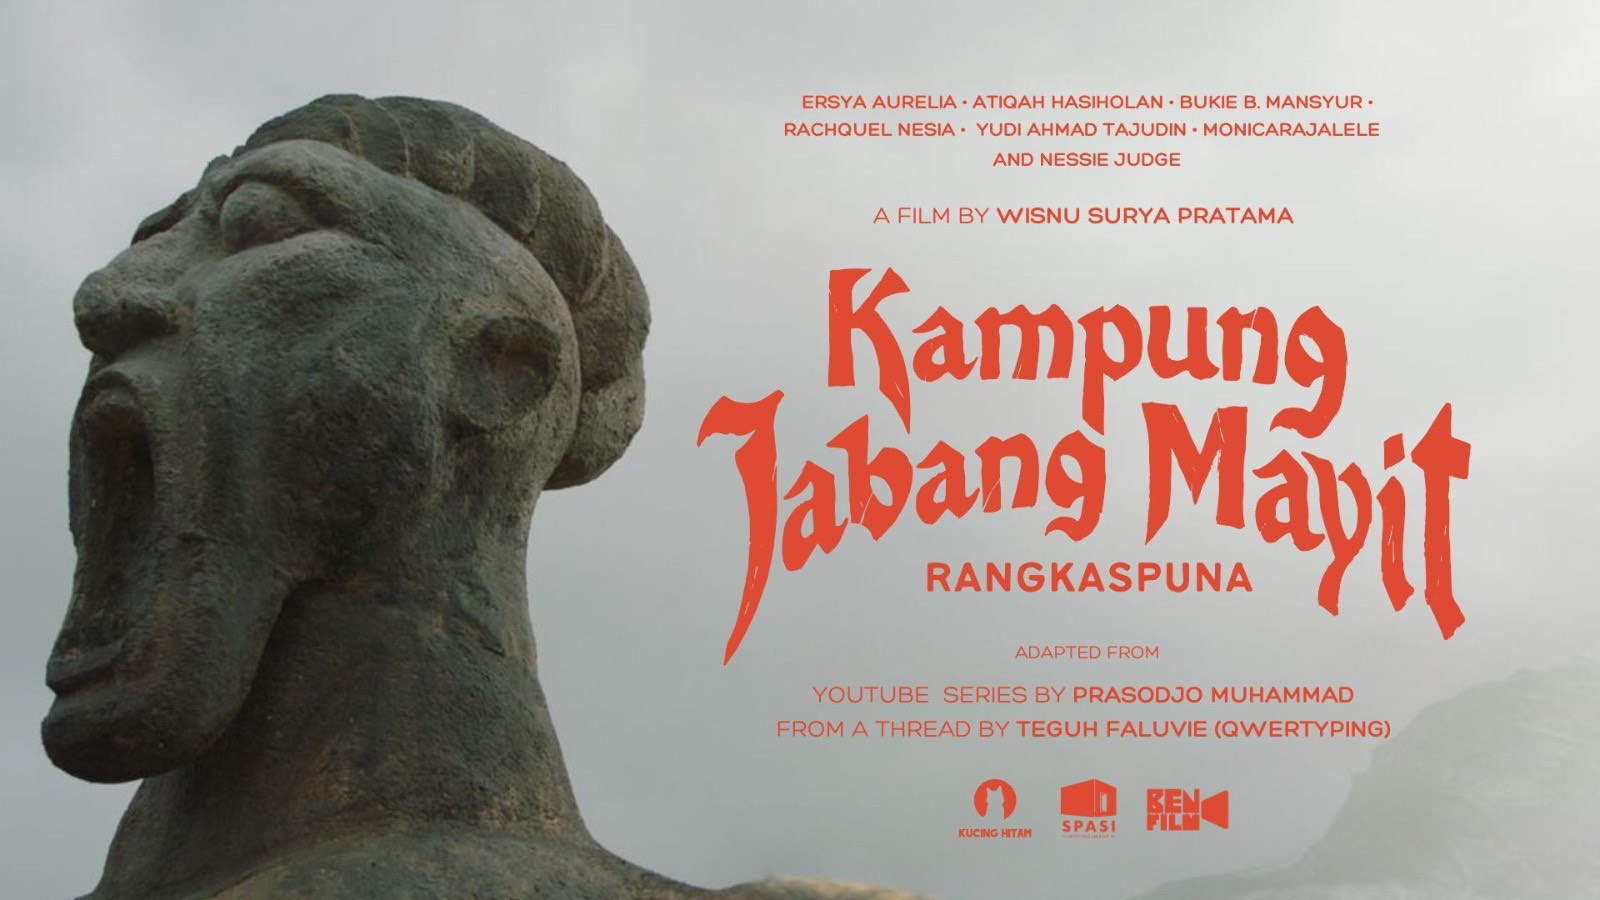 ERSYA AURELIA • ATIQAH HASIHOLAN • BUKIE B. MANSYUR •
RACHQUEL NESIA • YUDI AHMAD TAJUDIN • MONICARAJALELE
AND NESSIE JUDGE
A FILM BY WISNU SURYA PRATAMA
Kampung
Jabang Mayit
RANGKASPUNA
ADAPTED FROM
YOUTUBE SERIES BY PRASODJO MUHAMMAD
FROM A THREAD BY TEGUH FALUVIE (QWERTYPING)
KUCING HITAM
SPASI
BEN
FILM